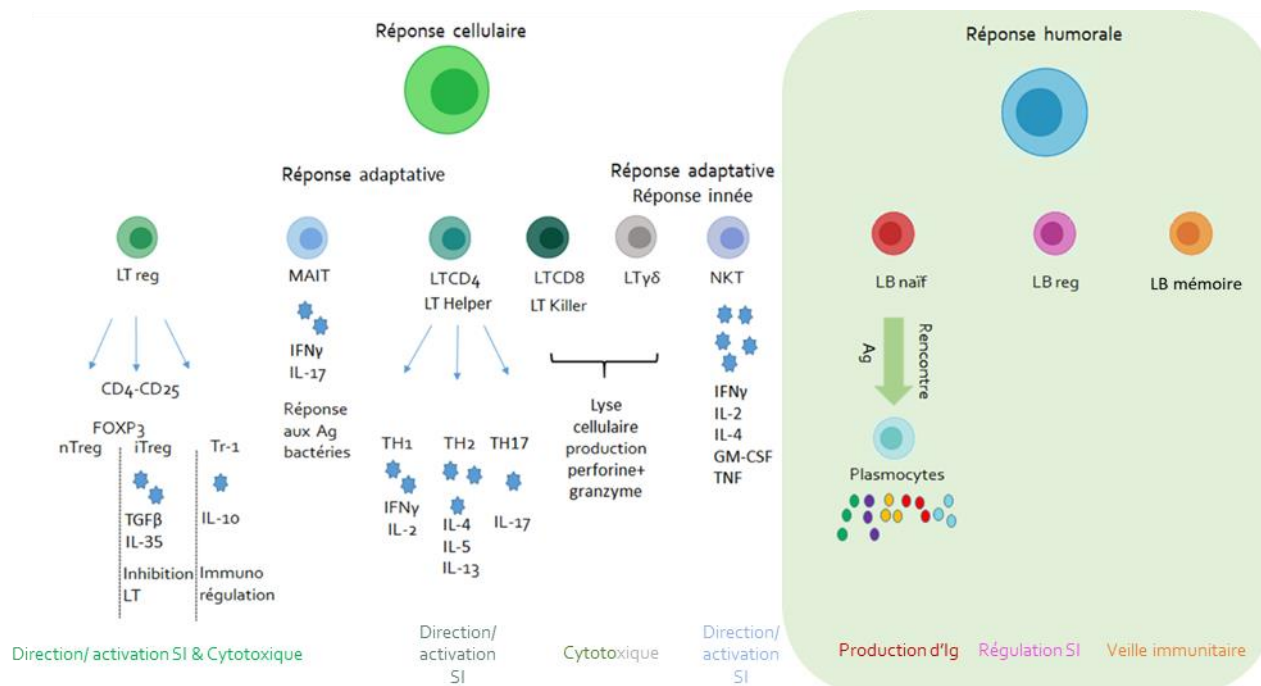 Réponse cellulaire
Réponse humorale
Réponse adaptative
Réponse adaptative
Réponse innée
LT reg
MAIT
LTCD4
LT Helper
LTCD8
LT Killer
LTγδ
NKT
LB naïf
LB reg
LB mémoire
IFNγ
IL-17
Réponse
aux Ag
bactéries
CD4-CD25
FOXP3
nTreg
iTreg
Tr-1
TGFβ
IL-35
IL-10
Inhibition
LT
Immuno
régulation
TH1
TH2
TH17
IFNγ
IL-2
IL-4
IL-5
IL-13
IL-17
Lyse
cellulaire
production
perforine+
granzyme
IFNγ
IL-2
IL-4
GM-CSF
TNF
Ag
Rencontre
Plasmocytes
Direction/ activation SI & Cytotoxique
Direction/
activation
SI
Cytotoxique
Direction/
activation
SI
Production d'Ig
Régulation SI
Veille immunitaire